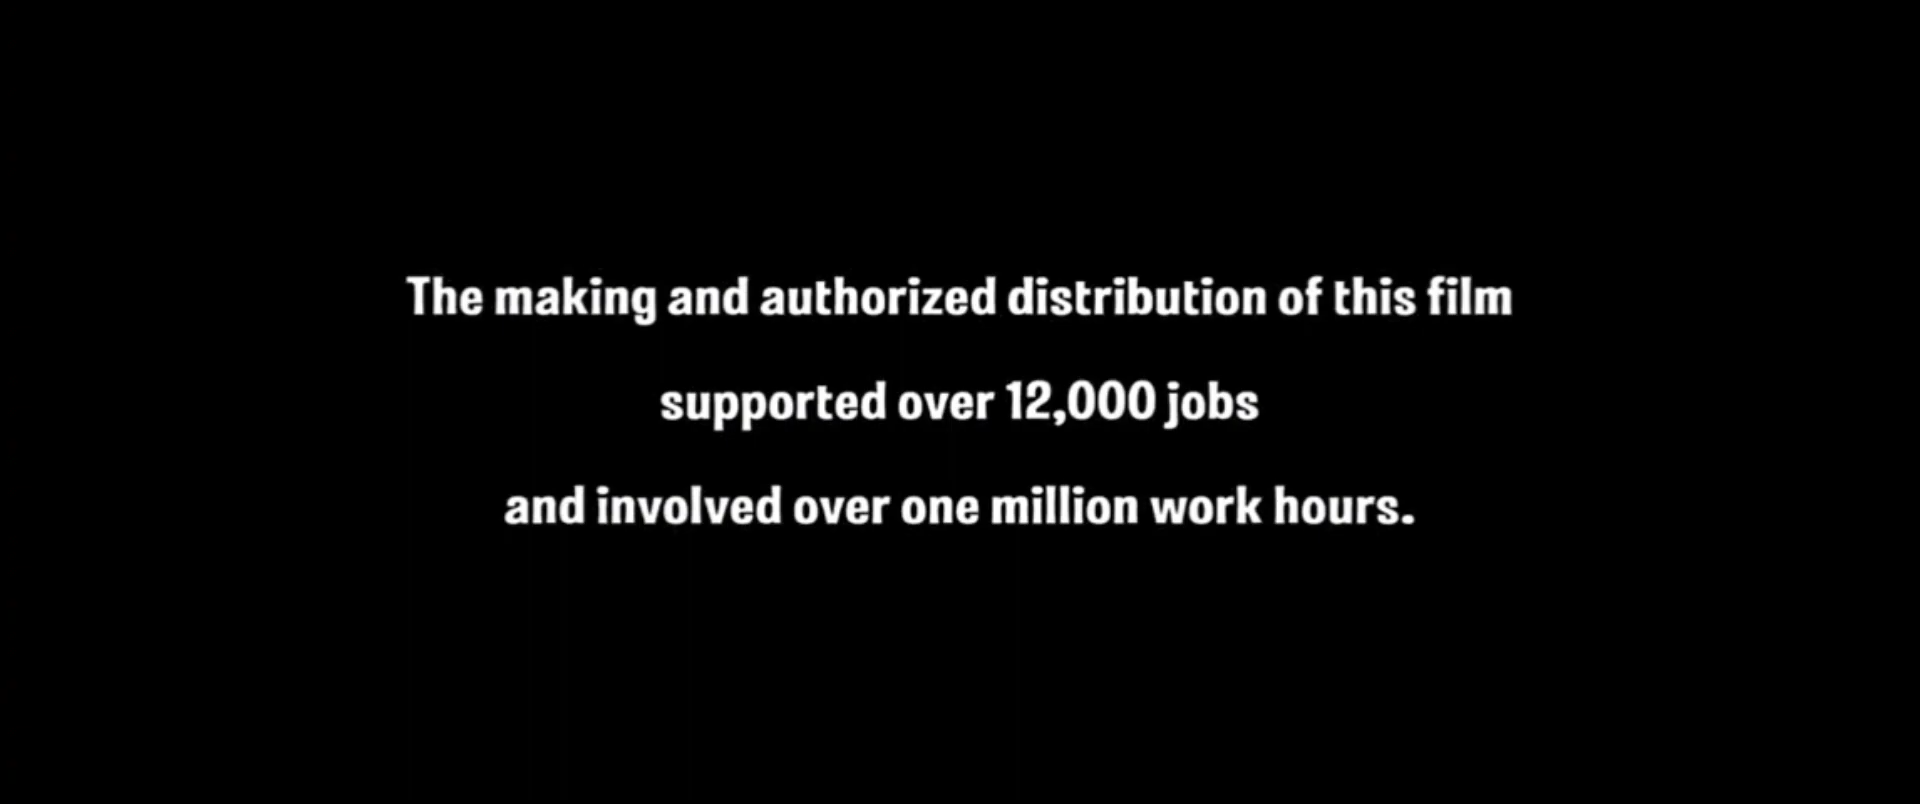 The making and authorized distribution of this film
supported over 12,000 jobs
and involved over one million work hours.